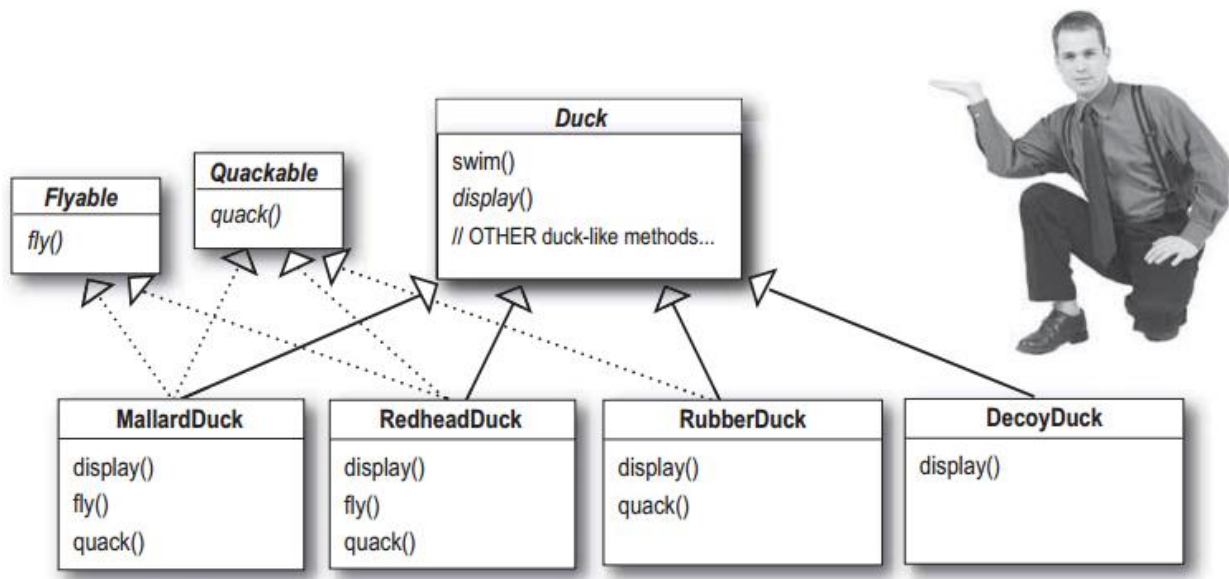 Duck
swim()
display()
// OTHER duck-like methods...
Quackable
quack()
Flyable
fly()
MallardDuck
display()
fly()
quack()
RedheadDuck
display()
fly()
quack()
RubberDuck
display()
quack()
DecoyDuck
display()